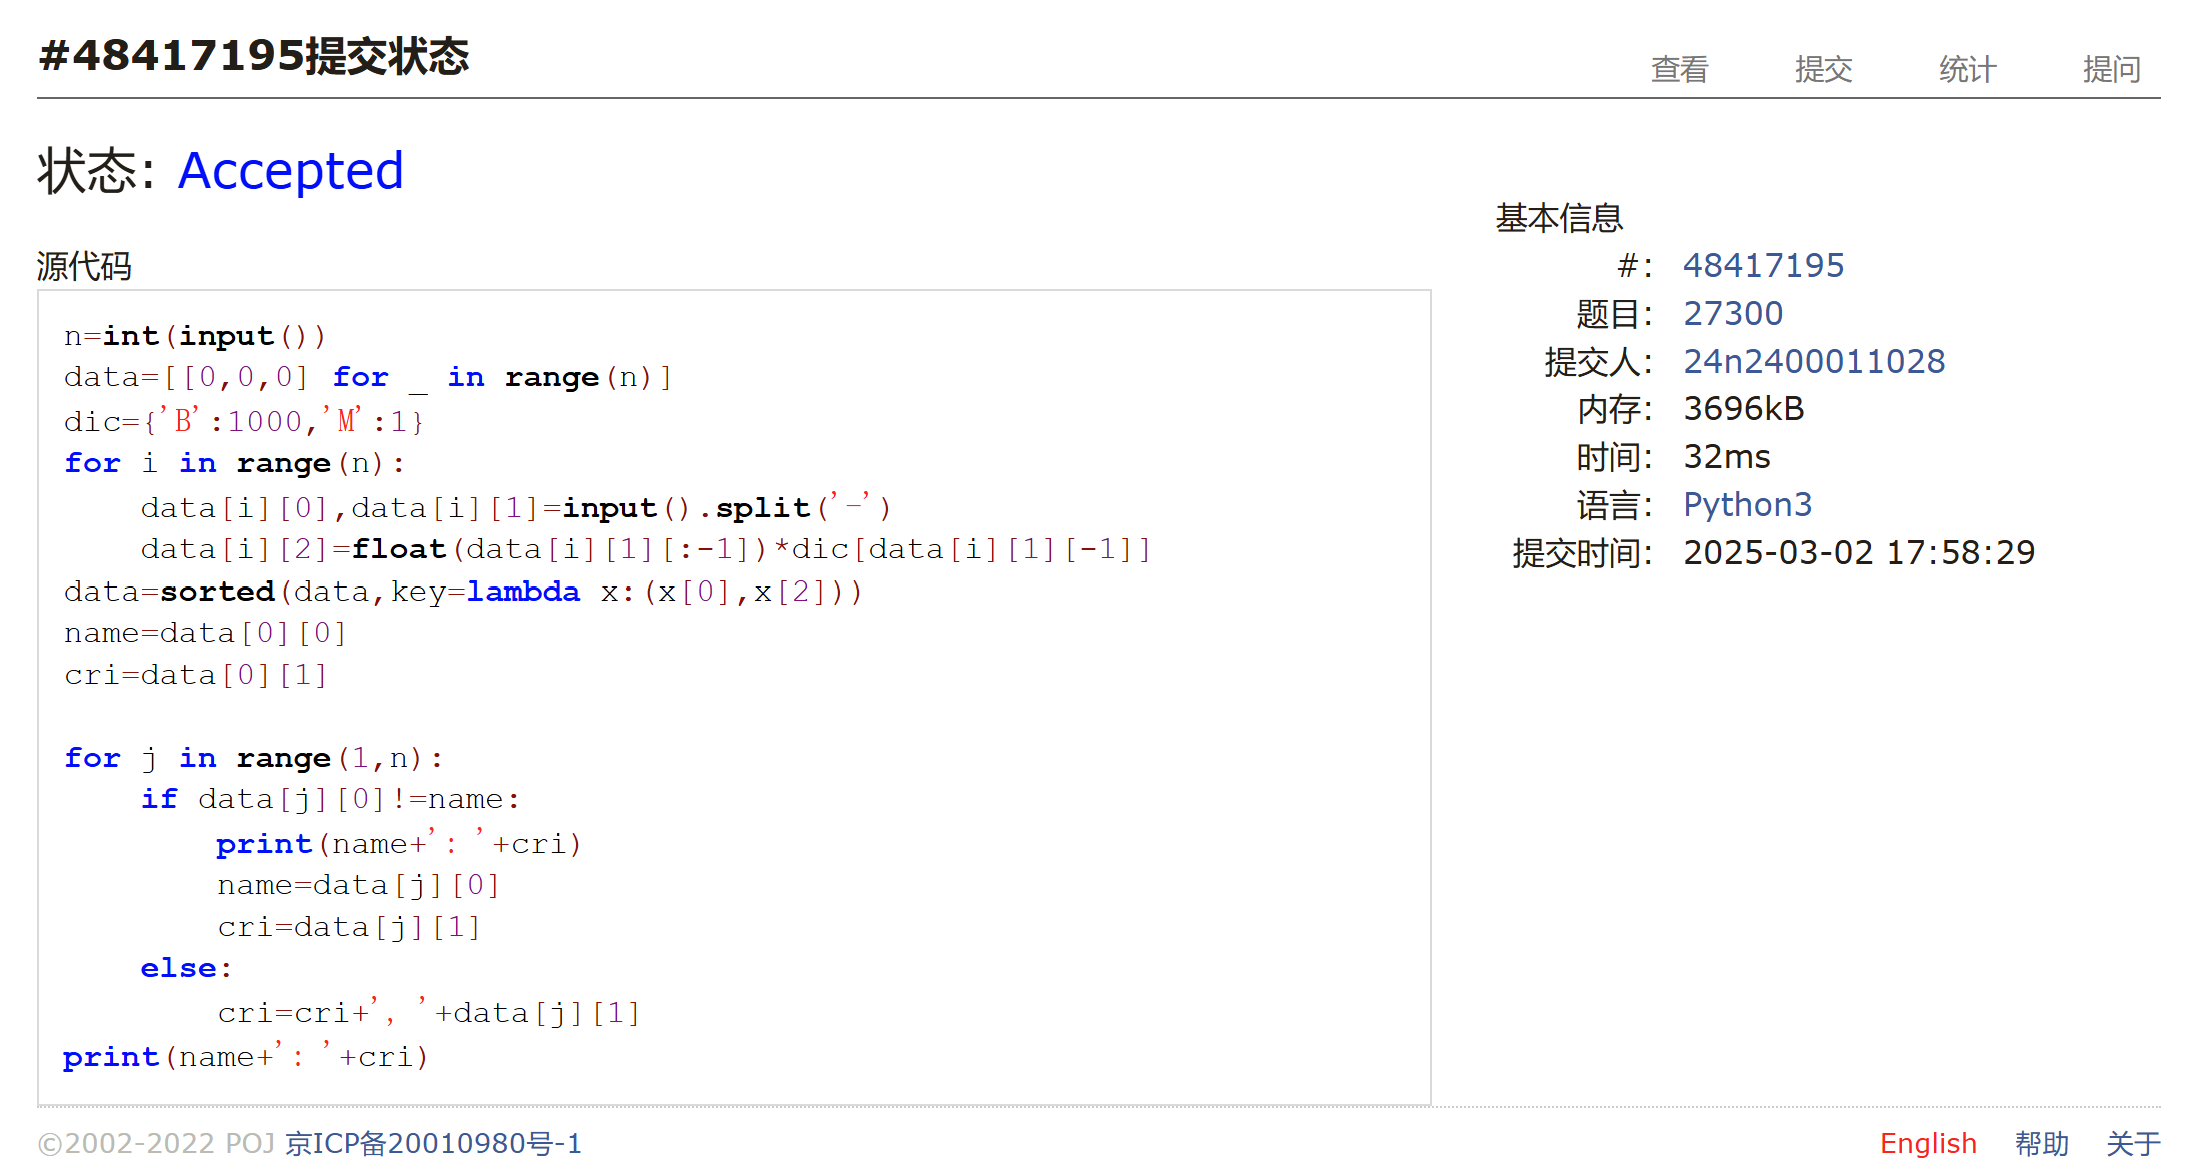 #48417195提交状态
查看 提交 统计 提问
状态: Accepted
源代码
n=int(input())
data=[[0,0,0] for _ in range(n)]
dic={'B':1000,'M':1}
for i in range(n):
    data[i][0],data[i][1]=input().split('-')
    data[i][2]=float(data[i][1][:-1])*dic[data[i][1][-1]]
data=sorted(data,key=lambda x:(x[0],x[2]))
name=data[0][0]
cri=data[0][1]

for j in range(1,n):
    if data[j][0]!=name:
        print(name+': '+cri)
        name=data[j][0]
        cri=data[j][1]
    else:
        cri=cri+', '+data[j][1]
print(name+': '+cri)
基本信息
#: 48417195
题目: 27300
提交人: 24n2400011028
内存: 3696kB
时间: 32ms
语言: Python3
提交时间: 2025-03-02 17:58:29
©2002-2022 POJ 京ICP备20010980号-1
English 帮助 关于